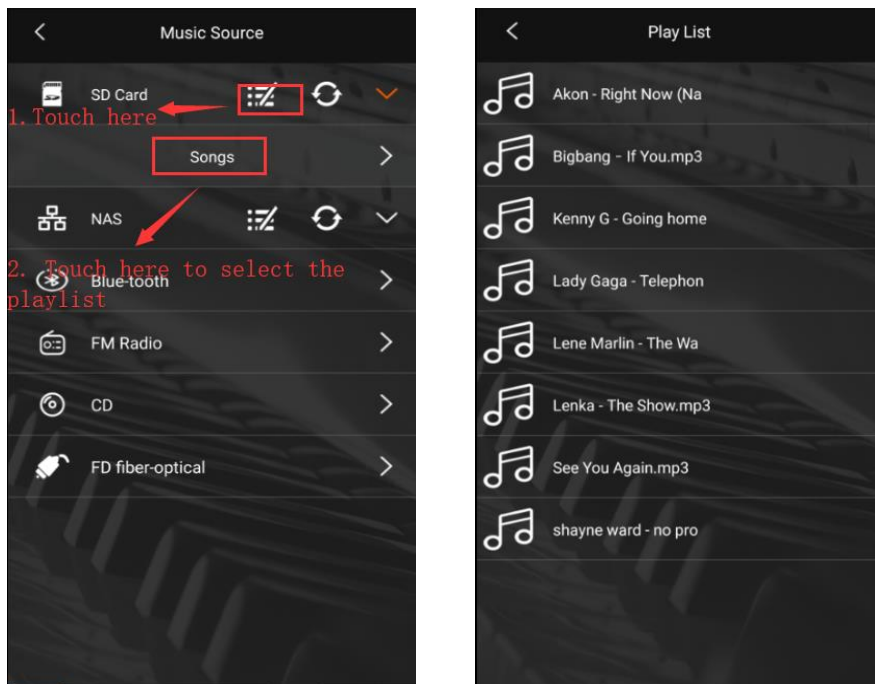 Music Source
SD Card
1.Touch here
Songs
NAS
2. Touch here to select the
playlist
Blue-tooth
FM Radio
CD
FD fiber-optical
Play List
Akon - Right Now (Na
Bigbang - If You.mp3
Kenny G - Going home
Lady Gaga - Telephon
Lene Marlin - The Wa
Lenka - The Show.mp3
See You Again.mp3
shayne ward - no pro